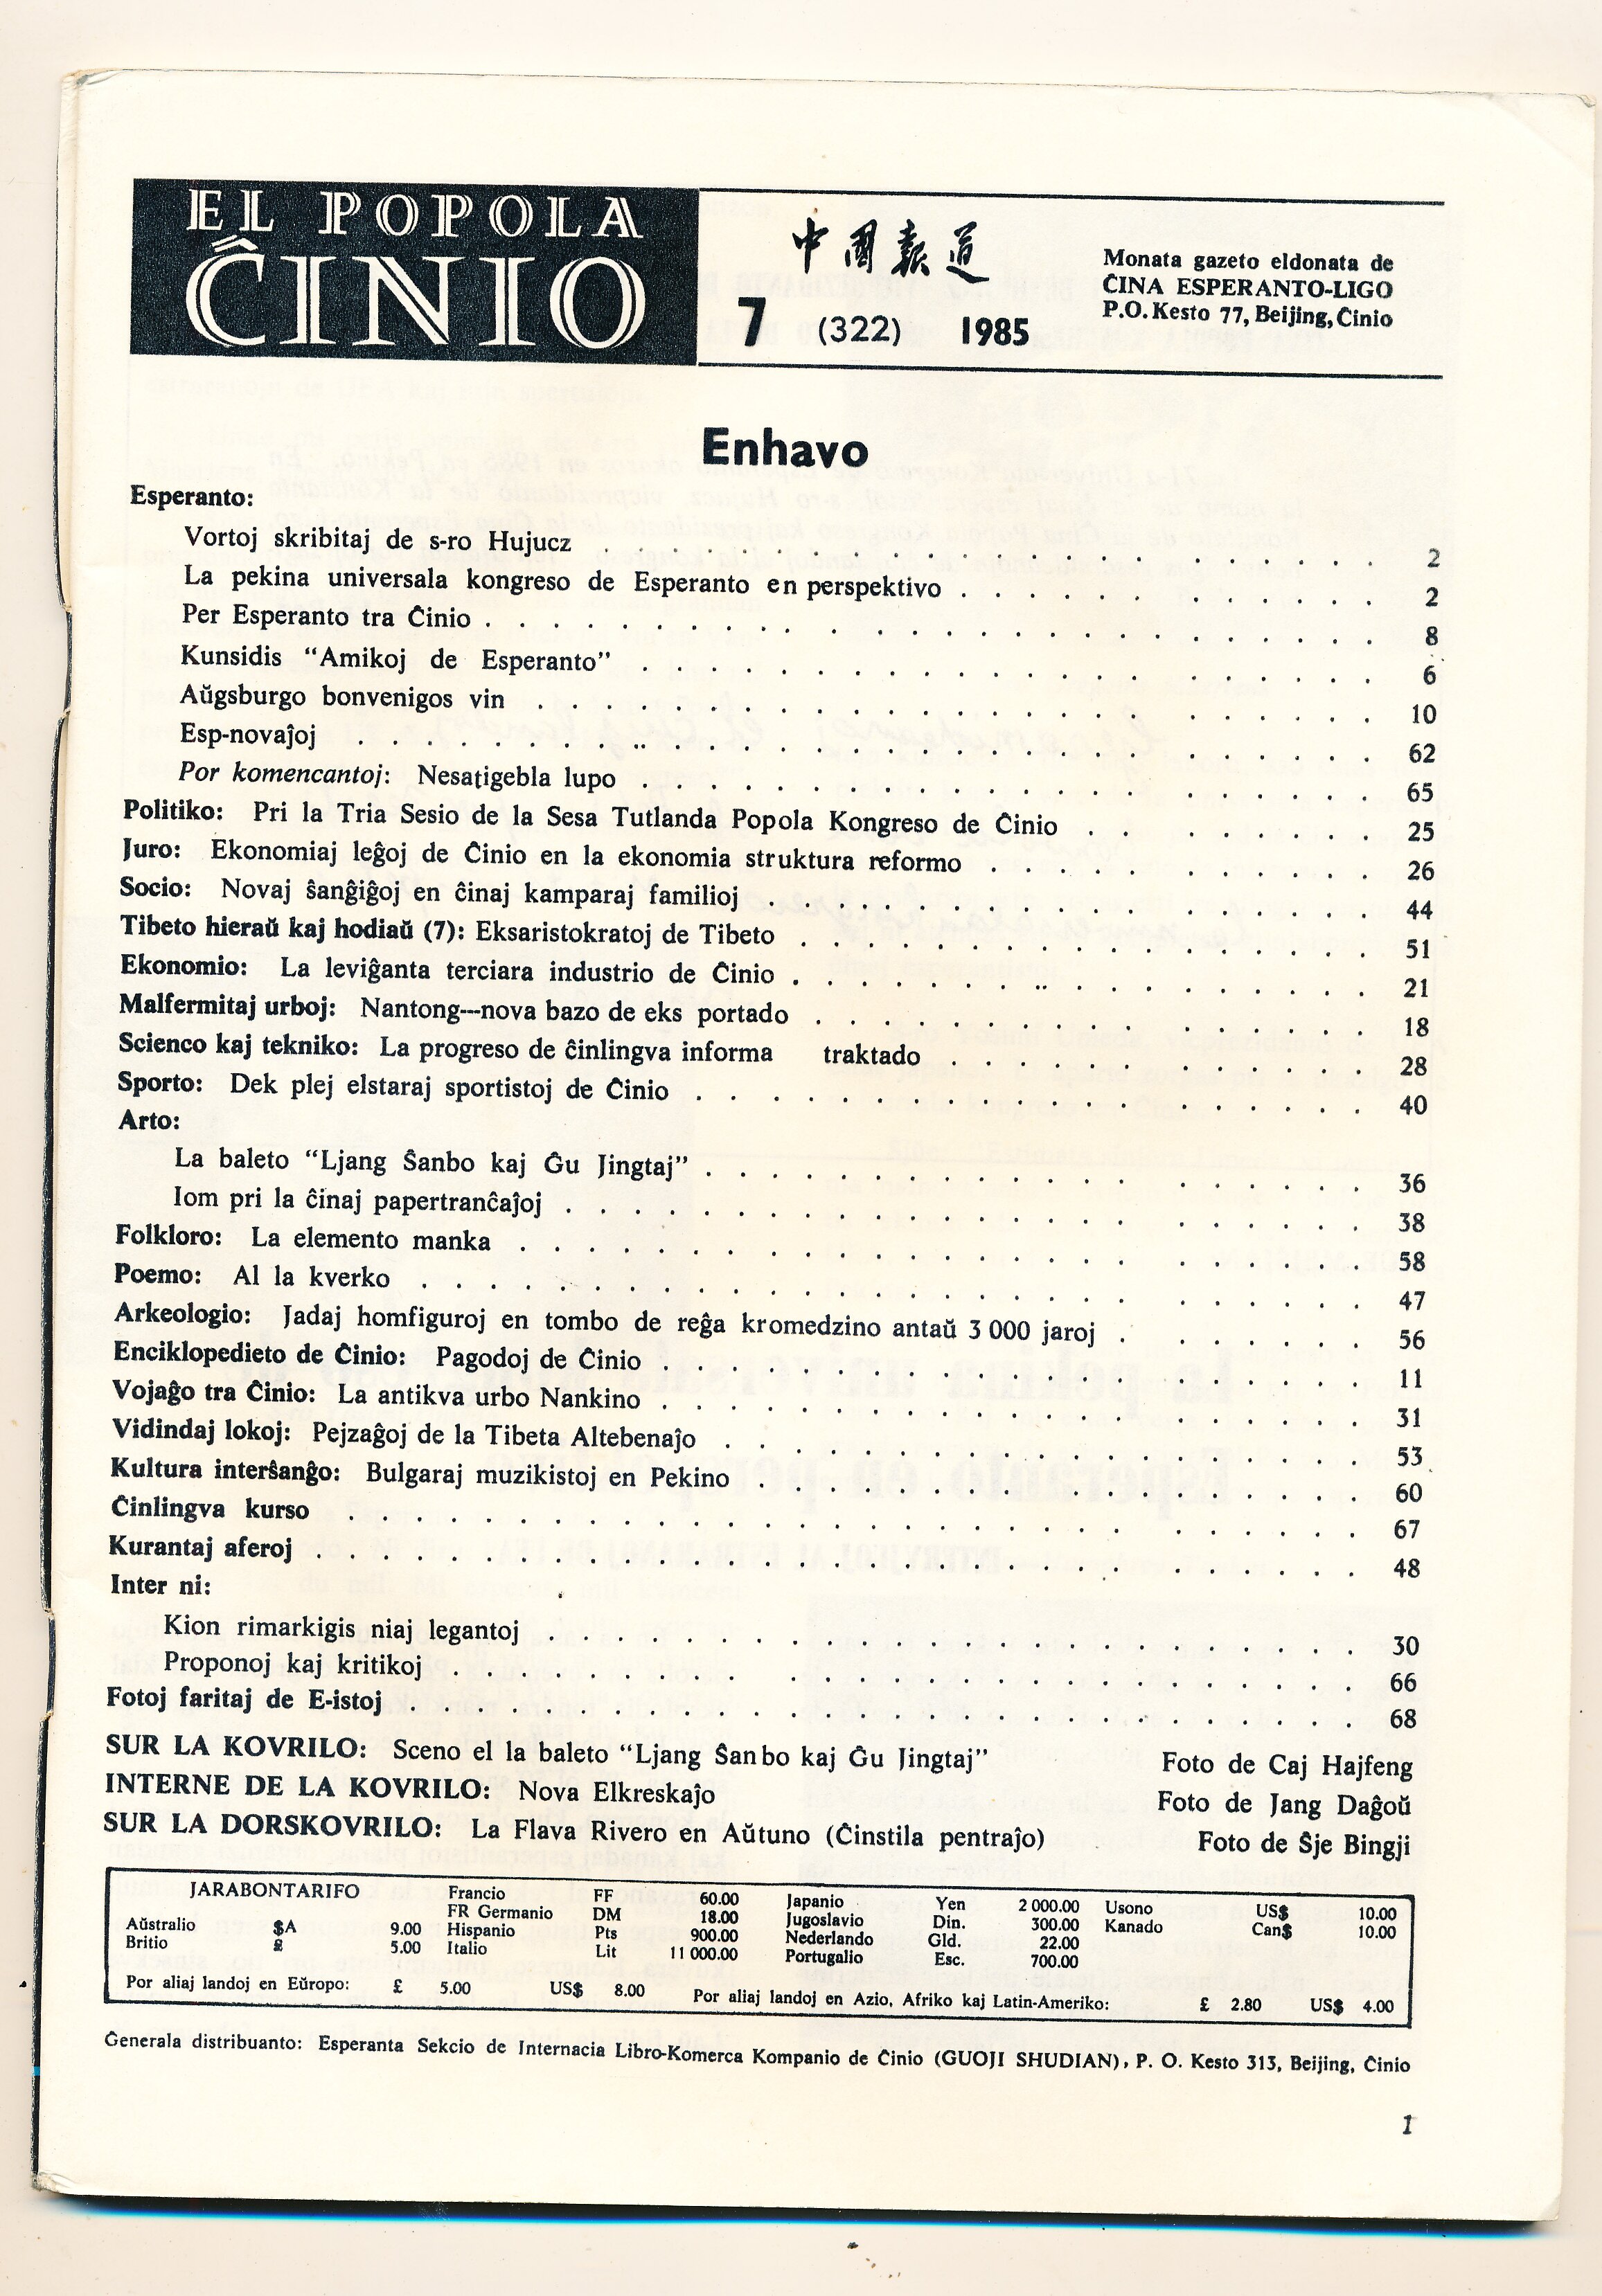 EL POPOLA
ĈINIO
中國報道
7 (322) 1985
Monata gazeto eldonata de
ĈINA ESPERANTO-LIGO
P.O. Kesto 77, Beijing, Ĉinio
Enhavo
Esperanto:
Vortoj skribitaj de s-ro Hujucz . . . . . . . . . . . . . . . . . . . . 2
La pekina universala kongreso de Esperanto en perspektivo . . . . . . . . . . . 2
Per Esperanto tra Ĉinio . . . . . . . . . . . . . . . . . . . . . . . 8
Kunsidis “Amikoj de Esperanto” . . . . . . . . . . . . . . . . . . . 6
Aŭgsburgo bonvenigos vin . . . . . . . . . . . . . . . . . . . . . 10
Esp-novaĵoj . . . . . . . . . . . . . . . . . . . . . . . . . . 62
Por komencantoj: Nesatigebla lupo . . . . . . . . . . . . . . . . . . . 65
Politiko: Pri la Tria Sesio de la Sesa Tutlanda Popola Kongreso de Ĉinio . . . . . . . 25
Juro: Ekonomiaj leĝoj de Ĉinio en la ekonomia struktura reformo . . . . . . . . . . 26
Socio: Novaj ŝanĝiĝoj en ĉinaj kamparaj familioj . . . . . . . . . . . . . . . . 44
Tibeto hieraŭ kaj hodiaŭ (7): Eksaristokratoj de Tibeto . . . . . . . . . . . . . . . 51
Ekonomio: La leviĝanta terciara industrio de Ĉinio . . . . . . . . . . . . . . . 21
Malfermitaj urboj: Nantong---nova bazo de eks portado . . . . . . . . . . . . . . 18
Scienco kaj tekniko: La progreso de ĉinlingva informa traktado . . . . . . . . . . . 28
Sporto: Dek plej elstaraj sportistoj de Ĉinio . . . . . . . . . . . . . . . . . . 40
Arto:
La baleto “Ljang Ŝanbo kaj Ĝu Jingtaj” . . . . . . . . . . . . . . . . . 36
Iom pri la ĉinaj papertranĉaĵoj . . . . . . . . . . . . . . . . . . . . . 38
Folkloro: La elemento manka . . . . . . . . . . . . . . . . . . . . . . 58
Poemo: Al la kverko . . . . . . . . . . . . . . . . . . . . . . . . 47
Arkeologio: Jadaj homfiguroj en tombo de reĝa kromedzino antaŭ 3 000 jaroj . . . . . . 56
Enciklopedieto de Ĉinio: Pagodoj de Ĉinio . . . . . . . . . . . . . . . . . . 11
Vojaĝo tra Ĉinio: La antikva urbo Nankino . . . . . . . . . . . . . . . . . . 31
Vidindaj lokoj: Pejzaĝoj de la Tibeta Altebenaĵo . . . . . . . . . . . . . . . . . 53
Kultura interŝanĝo: Bulgaraj muzikistoj en Pekino . . . . . . . . . . . . . . . . 60
Ĉinlingva kurso . . . . . . . . . . . . . . . . . . . . . . . . . . 67
Kurantaj aferoj . . . . . . . . . . . . . . . . . . . . . . . . . . . 48
Inter ni:
Kion rimarkigis niaj legantoj . . . . . . . . . . . . . . . . . . . . . 30
Proponoj kaj kritikoj . . . . . . . . . . . . . . . . . . . . . . . . 66
Fotoj faritaj de E-istoj . . . . . . . . . . . . . . . . . . . . . . . . . 68
SUR LA KOVRILO: Sceno el la baleto “Ljang Ŝanbo kaj Ĝu Jingtaj” Foto de Caj Hajfeng
INTERNE DE LA KOVRILO: Nova Elkreskaĵo Foto de Jang Daĝoŭ
SUR LA DORSKOVRILO: La Flava Rivero en Aŭtuno (Ĉinstila pentraĵo) Foto de Ŝje Bingji
JARABONTARIFO
Aŭstralio $A 9.00
Britio £ 5.00
Francio FF 60.00
FR Germanio DM 18.00
Hispanio Pts 900.00
Italio Lit 11 000.00
Japanio Yen 2 000.00
Jugoslavio Din. 300.00
Nederlando Gld. 22.00
Portugalio Esc. 700.00
Usono US$ 10.00
Kanado Can$ 10.00
Por aliaj landoj en Eŭropo: £ 5.00 US$ 8.00
Por aliaj landoj en Azio, Afriko kaj Latin-Ameriko: £ 2.80 US$ 4.00
Ĝenerala distribuanto: Esperanta Sekcio de Internacia Libro-Komerca Kompanio de Ĉinio (GUOJI SHUDIAN), P. O. Kesto 313, Beijing, Ĉinio
1